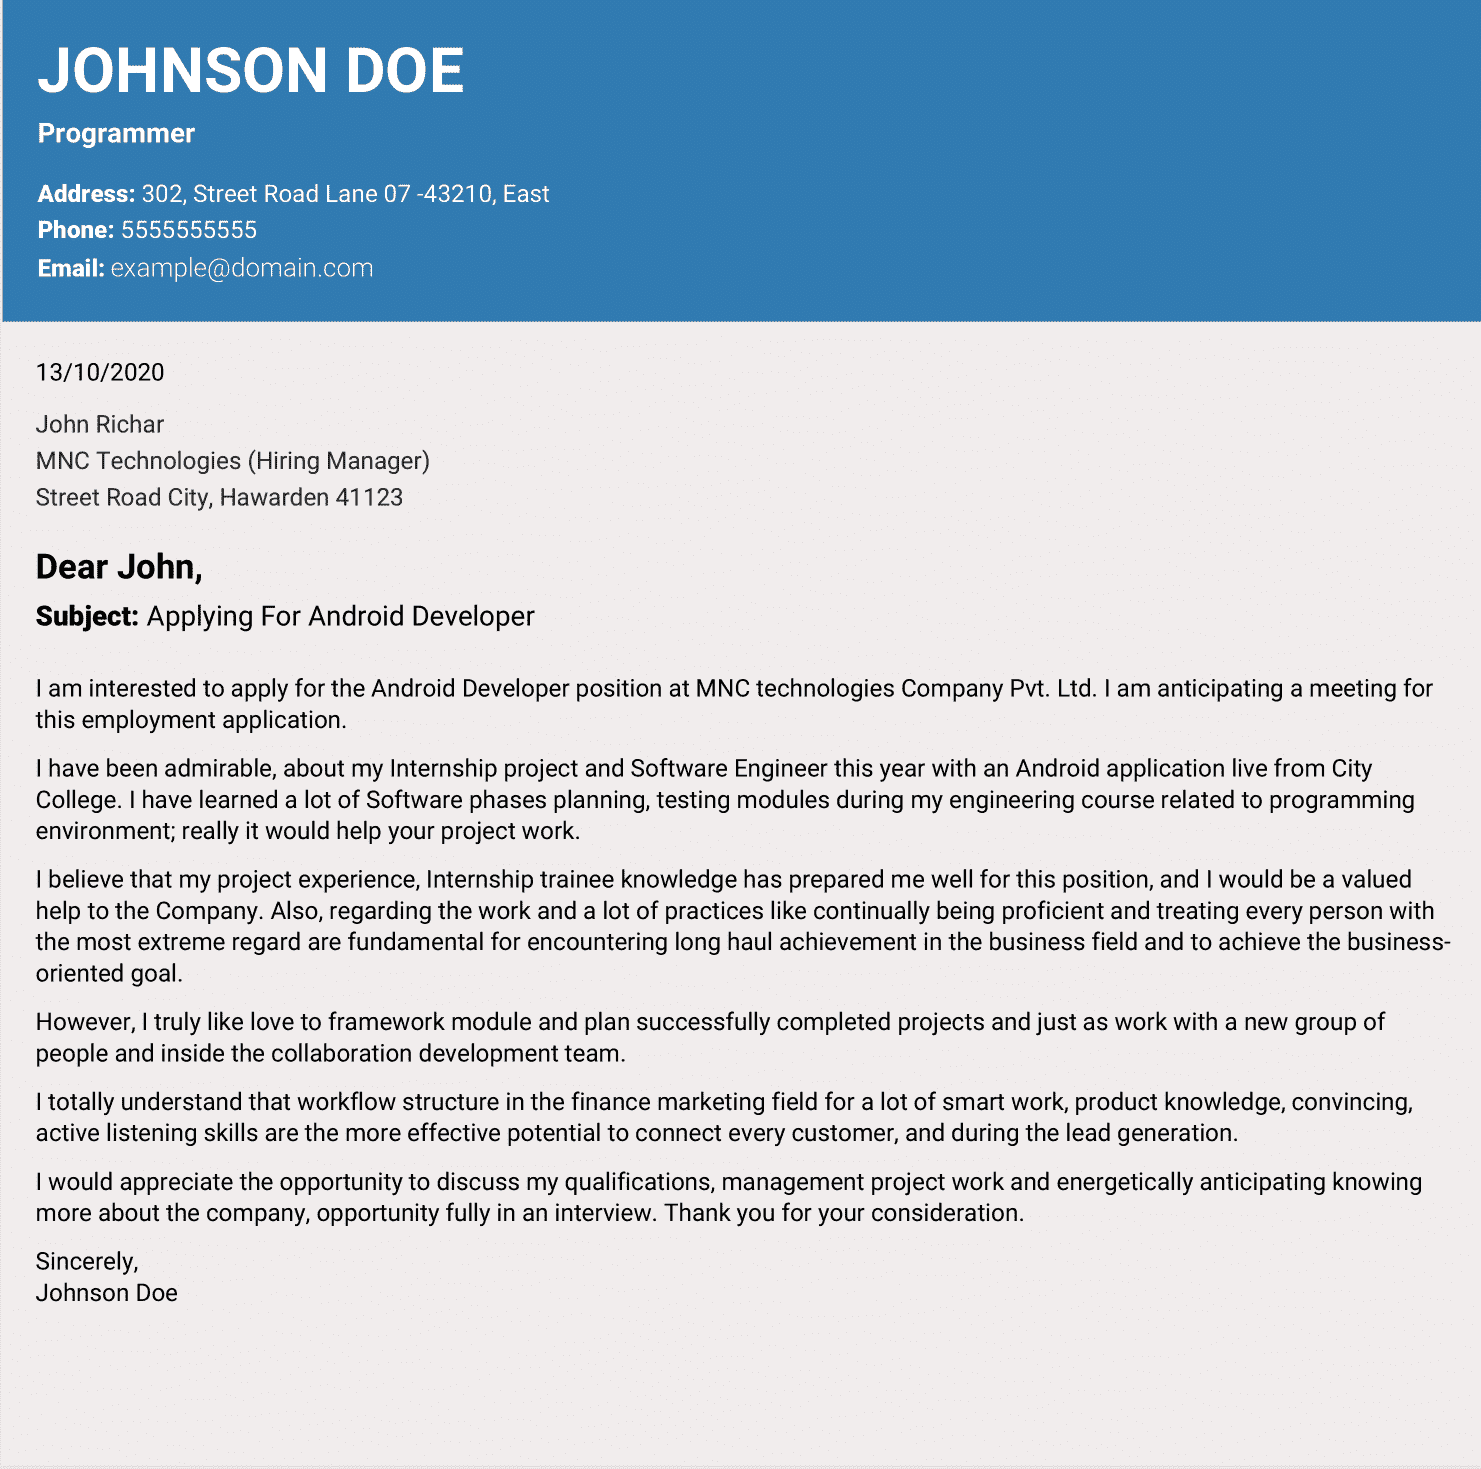 JOHNSON DOE
Programmer
Address: 302, Street Road Lane 07 -43210, East
Phone: 5555555555
Email: example@domain.com
13/10/2020
John Richar
MNC Technologies (Hiring Manager)
Street Road City, Hawarden 41123
Dear John,
Subject: Applying For Android Developer
I am interested to apply for the Android Developer position at MNC technologies Company Pvt. Ltd. I am anticipating a meeting for
this employment application.
I have been admirable, about my Internship project and Software Engineer this year with an Android application live from City
College. I have learned a lot of Software phases planning, testing modules during my engineering course related to programming
environment; really it would help your project work.
I believe that my project experience, Internship trainee knowledge has prepared me well for this position, and I would be a valued
help to the Company. Also, regarding the work and a lot of practices like continually being proficient and treating every person with
the most extreme regard are fundamental for encountering long haul achievement in the business field and to achieve the business-
oriented goal.
However, I truly like love to framework module and plan successfully completed projects and just as work with a new group of
people and inside the collaboration development team.
I totally understand that workflow structure in the finance marketing field for a lot of smart work, product knowledge, convincing,
active listening skills are the more effective potential to connect every customer, and during the lead generation.
I would appreciate the opportunity to discuss my qualifications, management project work and energetically anticipating knowing
more about the company, opportunity fully in an interview. Thank you for your consideration.
Sincerely,
Johnson Doe